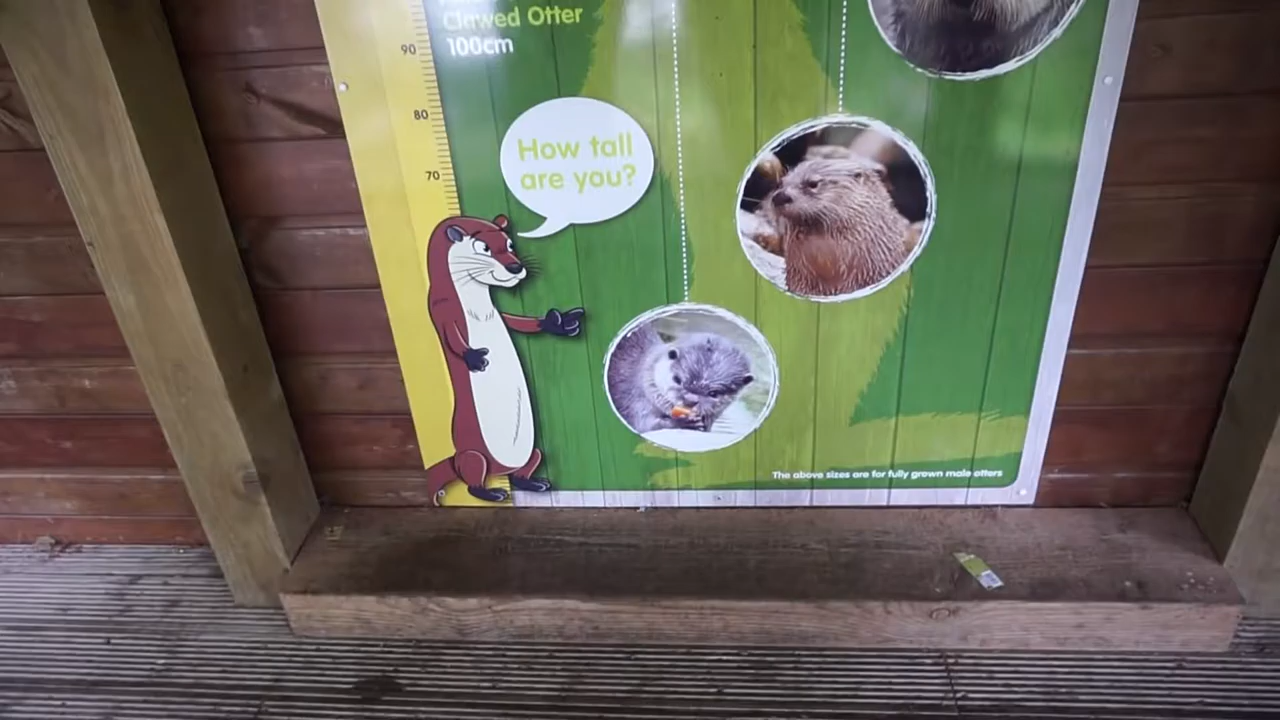 Clawed Otter
100cm
90
80
70
How tall
are you?
The above sizes are for fully grown male otters